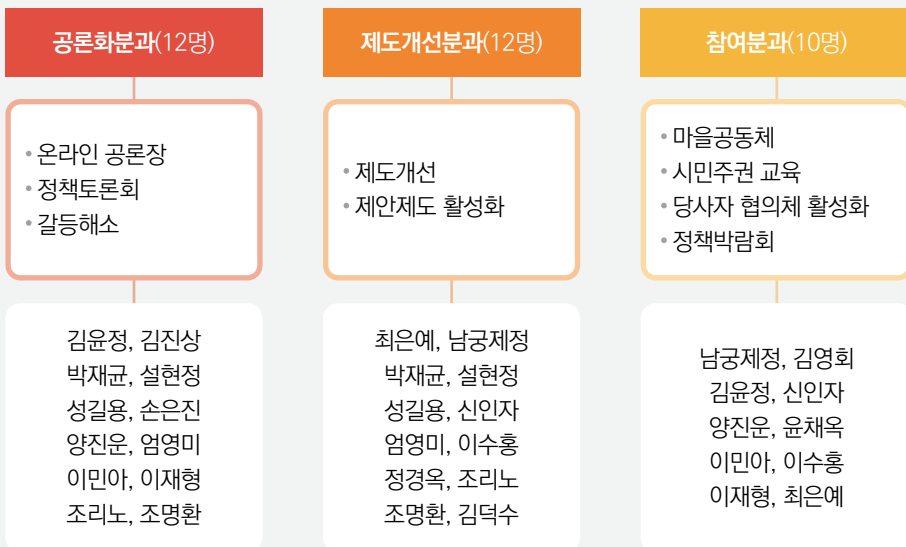 공론화분과(12명)
• 온라인 공론장
• 정책토론회
• 갈등해소
김윤정, 김진상
박재균, 설현정
성길용, 손은진
양진운, 엄영미
이민아, 이재형
조리노, 조명환
제도개선분과(12명)
• 제도개선
• 제안제도 활성화
최은예, 남궁제정
박재균, 설현정
성길용, 신인자
엄영미, 이수홍
정경옥, 조리노
조명환, 김덕수
참여분과(10명)
• 마을공동체
• 시민주권 교육
• 당사자 협의체 활성화
• 정책박람회
남궁제정, 김영회
김윤정, 신인자
양진운, 윤채옥
이민아, 이수홍
이재형, 최은예